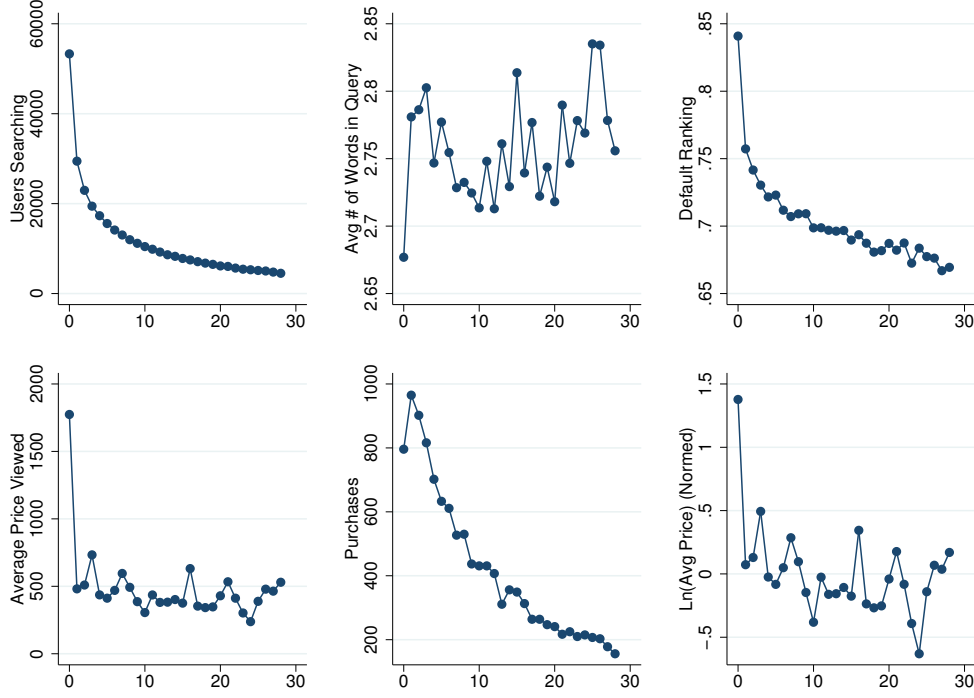 Users Searching
0 20000 40000 60000
0 10 20 30
Avg # of Words in Query
2.65 2.7 2.75 2.8 2.85
0 10 20 30
Default Ranking
.65 .7 .75 .8 .85
0 10 20 30
Average Price Viewed
0 500 1000 1500 2000
0 10 20 30
Purchases
200 400 600 800 1000
0 10 20 30
Ln(Avg Price) (Normed)
−.5 0 .5 1 1.5
0 10 20 30